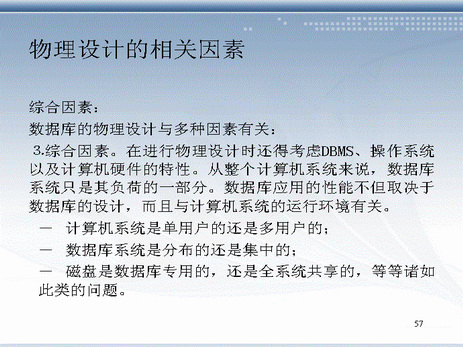 物理设计的相关因素
综合因素：
数据库的物理设计与多种因素有关：
3.综合因素。在进行物理设计时还得考虑DBMS、操作系统
以及计算机硬件的特性。从整个计算机系统来说，数据库
系统只是其负荷的一部分。数据库应用的性能不但取决于
数据库的设计，而且与计算机系统的运行环境有关。
— 计算机系统是单用户的还是多用户的；
— 数据库系统是分布的还是集中的；
— 磁盘是数据库专用的，还是全系统共享的，等等诸如
此类的问题。
57